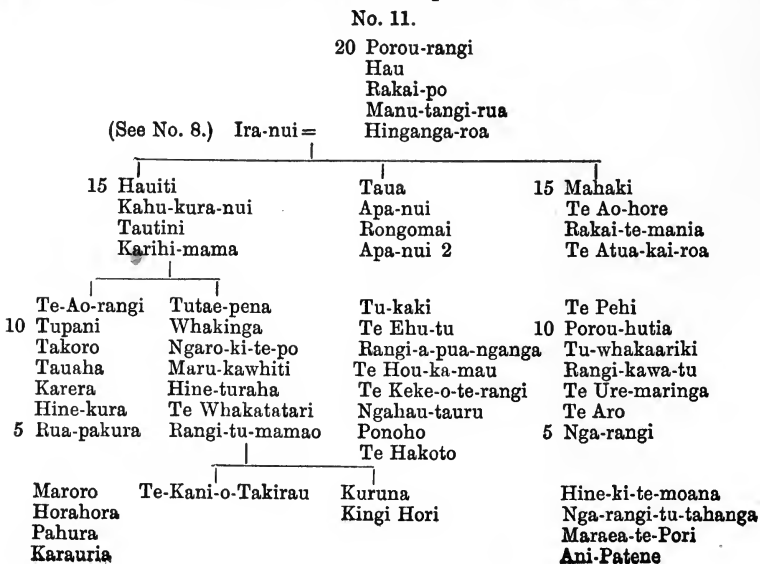 No. 11.
20 Porou-rangi
Hau
Rakai-po
Manu-tangi-rua
(See No. 8.) Ira-nui = Hinganga-roa
15 Hauiti Taua 15 Mahaki
Kahu-kura-nui Apa-nui Te Ao-hore
Tautini Rongomai Rakai-te-mania
Karihi-mama Apa-nui 2 Te Atua-kai-roa
Te-Ao-rangi Tutae-pena Tu-kaki Te Pehi
10 Tupani Whakinga Te Ehu-tu 10 Porou-hutia
Takoro Ngaro-ki-te-po Rangi-a-pua-nganga Tu-whakaariki
Tauaha Maru-kawhiti Te Hou-ka-mau Rangi-kawa-tu
Karera Hine-turaha Te Keke-o-te-rangi Te Ure-maringa
Hine-kura Te Whakatatari Ngahau-tauru Te Aro
5 Rua-pakura Rangi-tu-mamao Ponoho 5 Nga-rangi
Te Hakoto
Maroro Te-Kani-o-Takirau Kuruna Hine-ki-te-moana
Horahora Kingi Hori Nga-rangi-tu-tahanga
Pahura Maraea-te-Pori
Karauria Ani-Patene